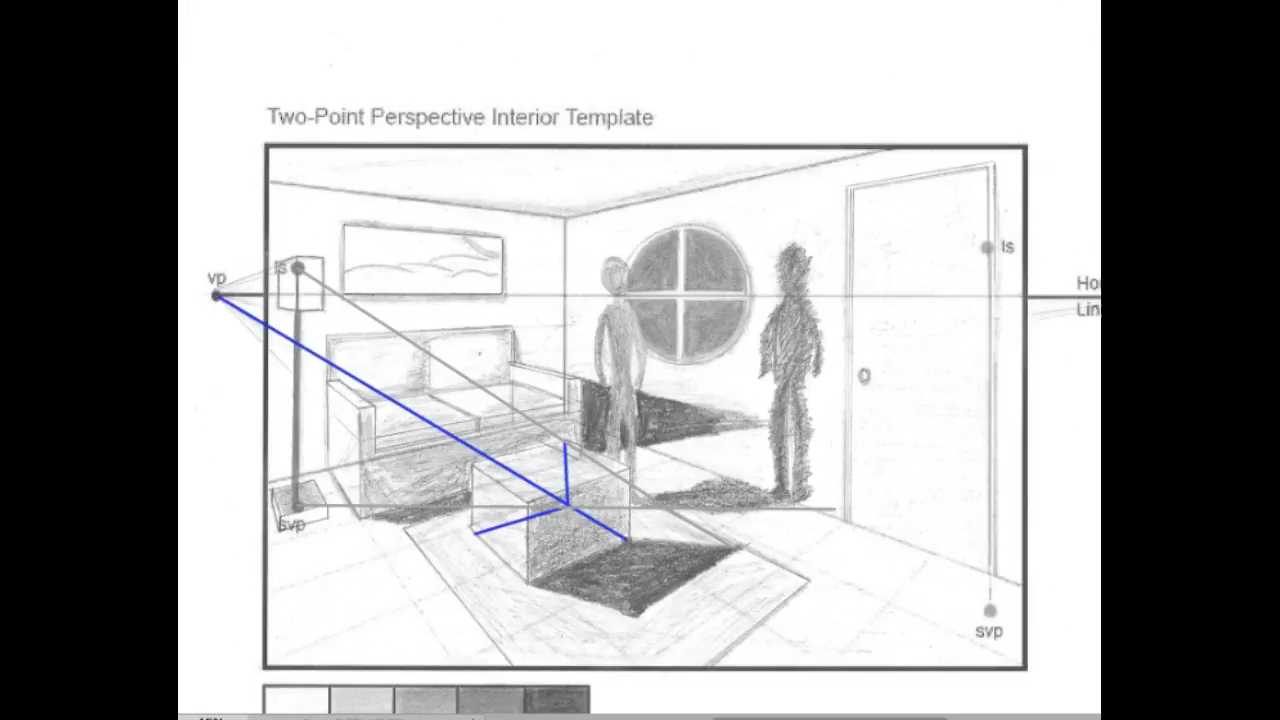 Two-Point Perspective Interior Template
ls
vp
ls
Ho
Lin
svp
svp